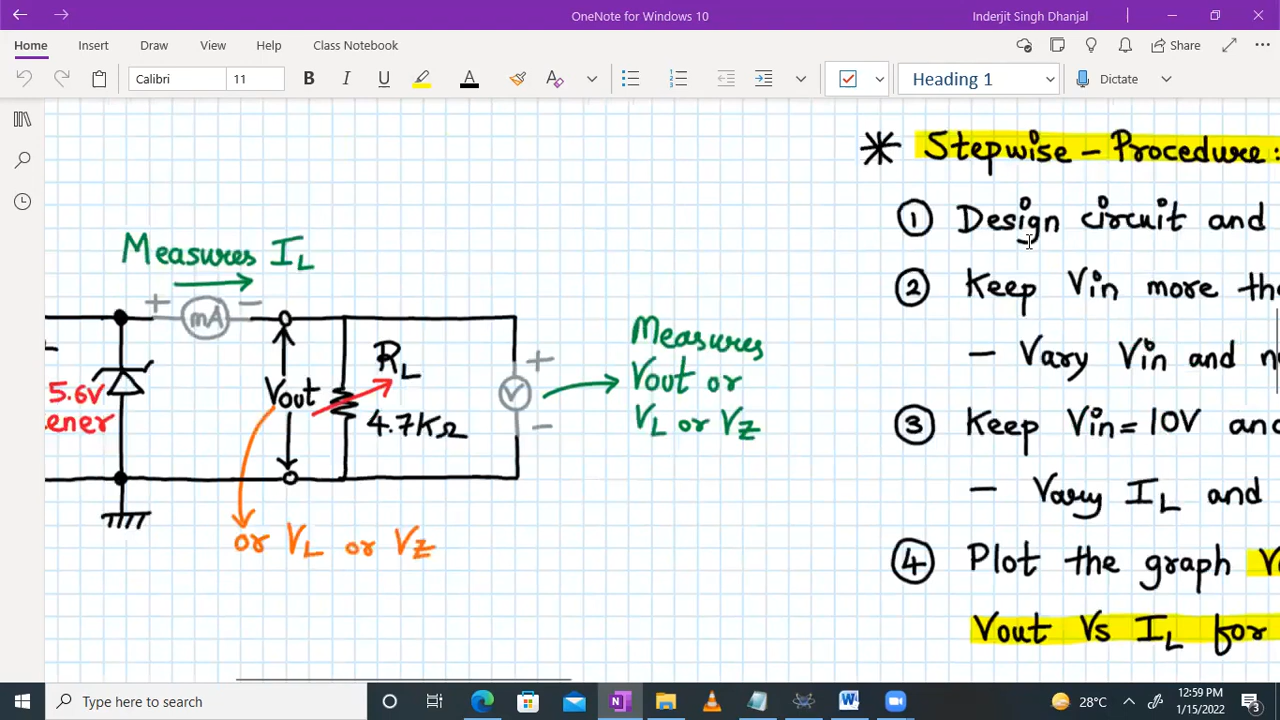 OneNote for Windows 10
Inderjit Singh Dhanjal
Home Insert Draw View Help Class Notebook
Share
Calibri 11 B I U A A Heading 1 Dictate
* Stepwise - Procedure:
① Design circuit and
② Keep Vin more the
- Vary Vin and n
③ Keep Vin = 10V and
- Vary IL and
④ Plot the graph V
Vout Vs IL for
Measures IL
+ mA -
5.6V
ener
Vout
RL
4.7KΩ
+
V
-
Measures
Vout or
VL or VZ
or VL or VZ
Type here to search
28°C
12:59 PM
1/15/2022
3